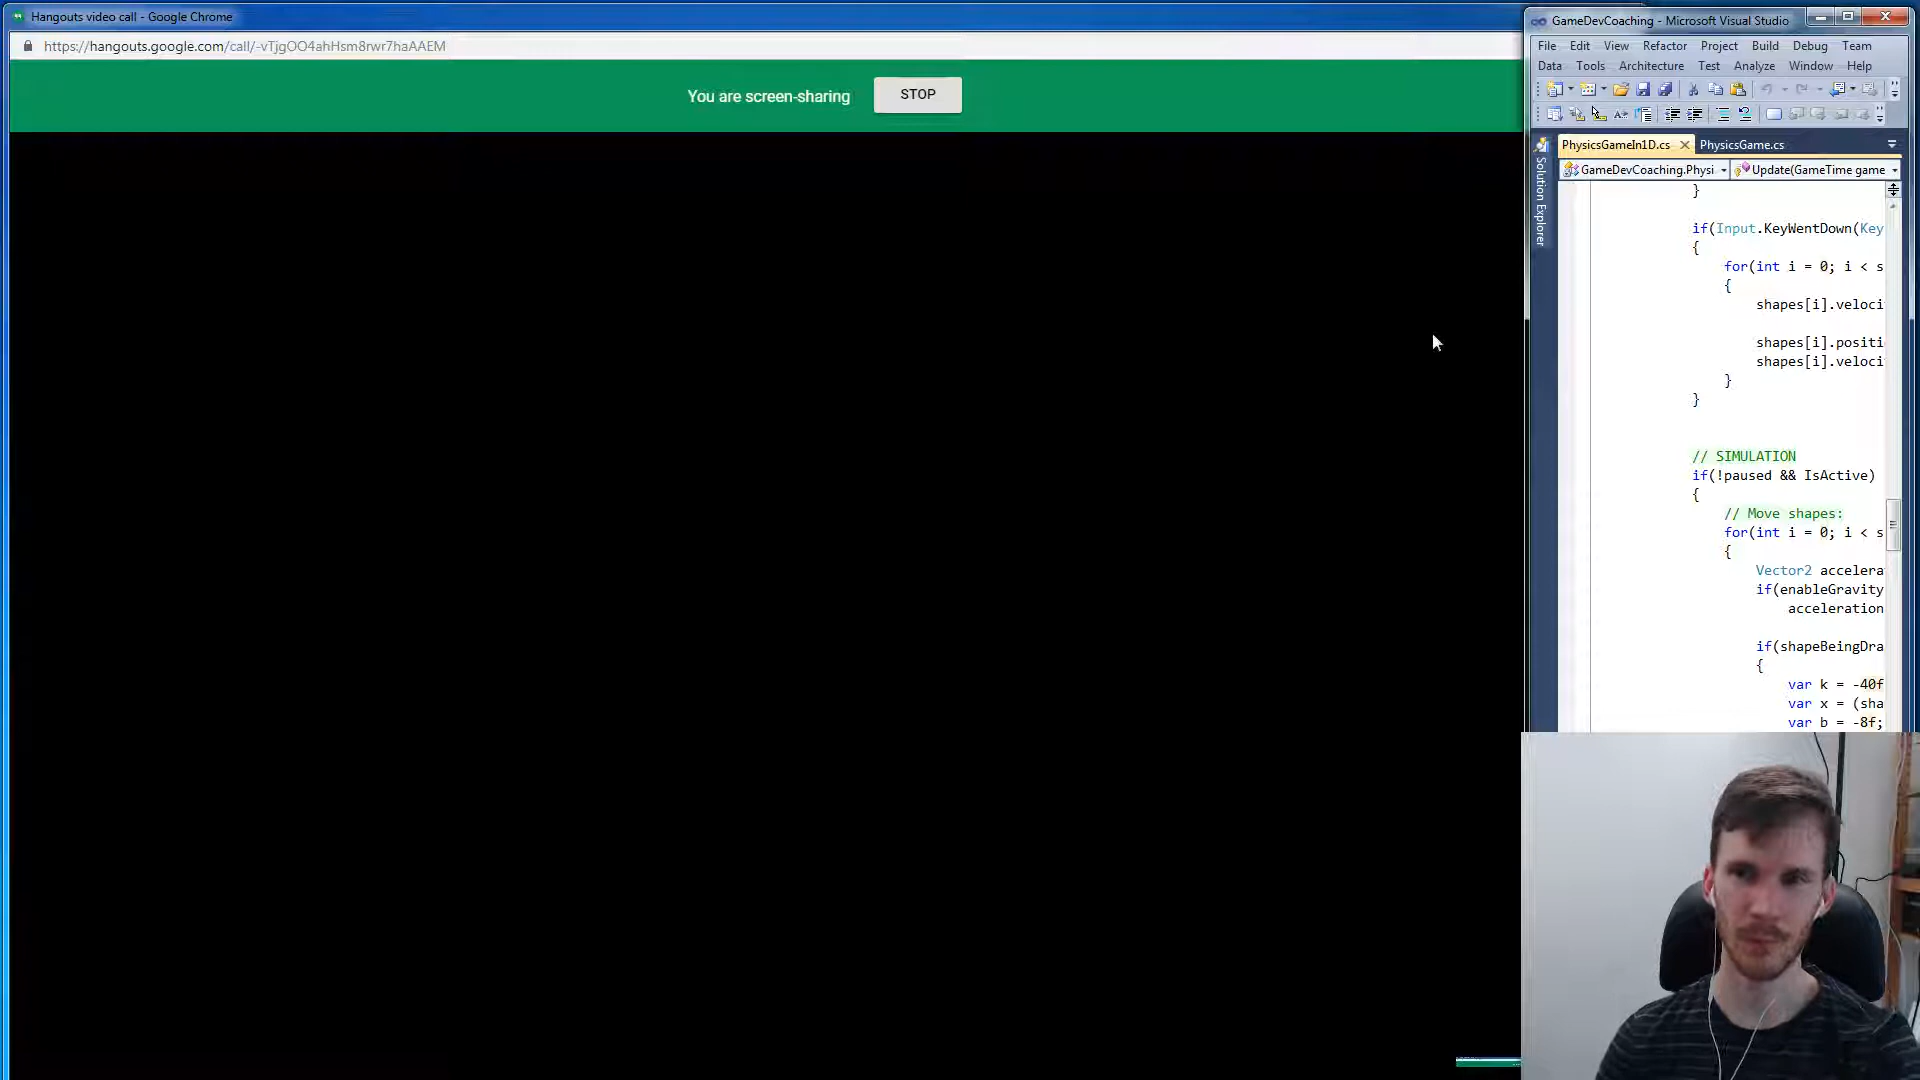 Hangouts video call - Google Chrome
https://hangouts.google.com/call/-vTjgOO4ahHsm8rwr7haAAEM
You are screen-sharing
STOP
GameDevCoaching - Microsoft Visual Studio
File Edit View Refactor Project Build Debug Team
Data Tools Architecture Test Analyze Window Help
PhysicsGameIn1D.cs
PhysicsGame.cs
GameDevCoaching.Physi
Update(GameTime game
Solution Explorer
}
if(Input.KeyWentDown(Key
{
for(int i = 0; i < s
{
shapes[i].veloci
shapes[i].positi
shapes[i].veloci
}
}
// SIMULATION
if(!paused && IsActive)
{
// Move shapes:
for(int i = 0; i < s
{
Vector2 accelera
if(enableGravity
acceleration
if(shapeBeingDra
{
var k = -40f
var x = (sha
var b = -8f;